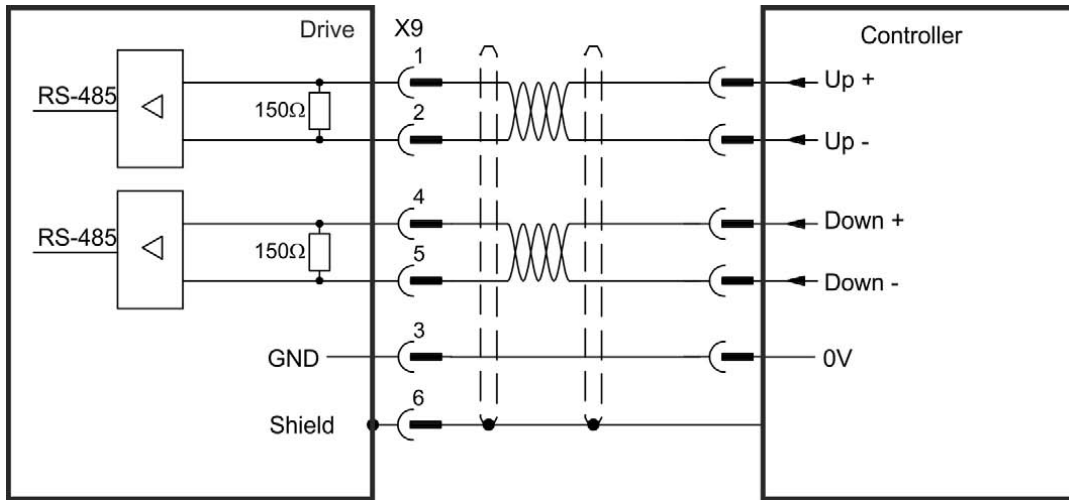 Drive
X9
Controller
1
Up +
RS-485
150Ω
2
Up -
4
Down +
RS-485
150Ω
5
Down -
3
GND
0V
6
Shield